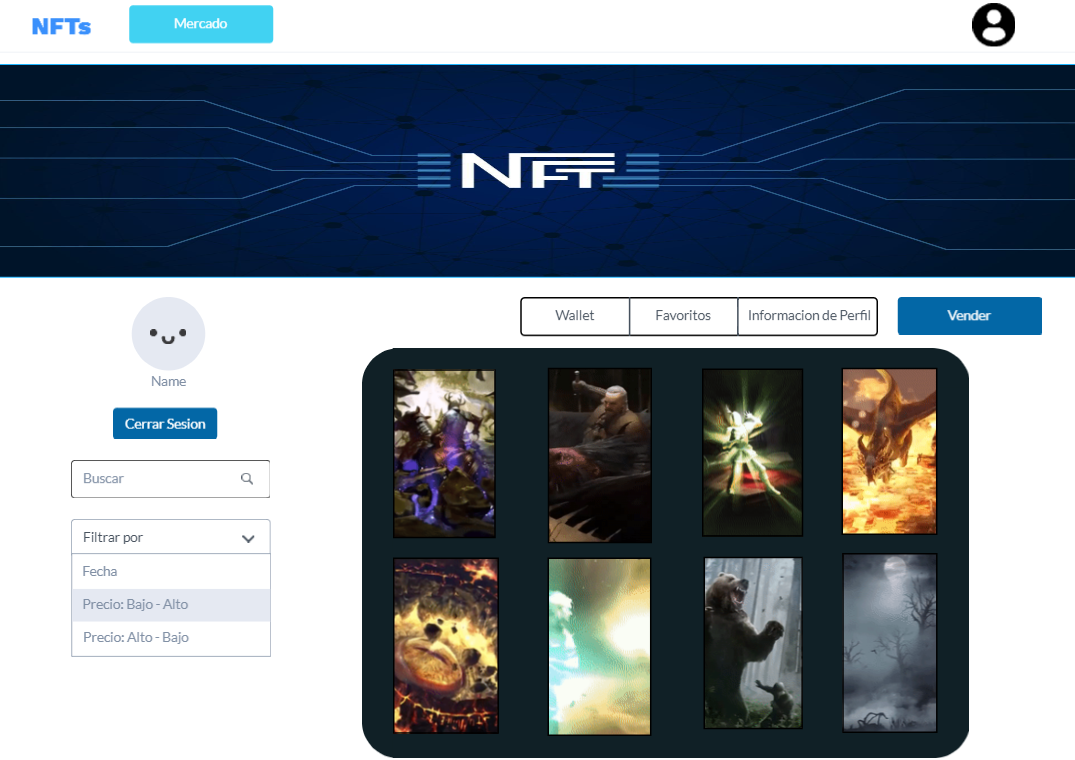 NFTs
Mercado
NFT
Wallet
Favoritos
Informacion de Perfil
Vender
Name
Cerrar Sesion
Buscar
Filtrar por
Fecha
Precio: Bajo - Alto
Precio: Alto - Bajo